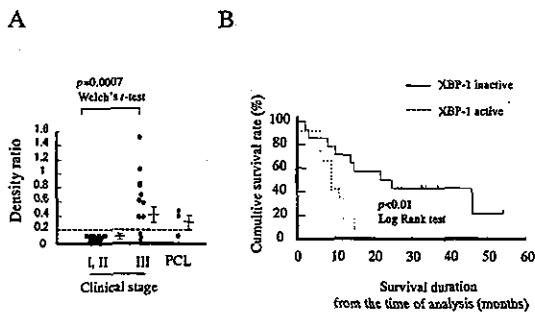 A
p=0.0007
Welch's t-test
Density ratio
1.6
1.4
1.2
1.0
0.8
0.6
0.4
0.2
0
I, II
III
PCL
Clinical stage
B
XBP-1 inactive
XBP-1 active
Cumultive survival rate (%)
100
80
60
40
20
0
p<0.01
Log Rank test
0
10
20
30
40
50
60
Survival duration
from the time of analysis (months)